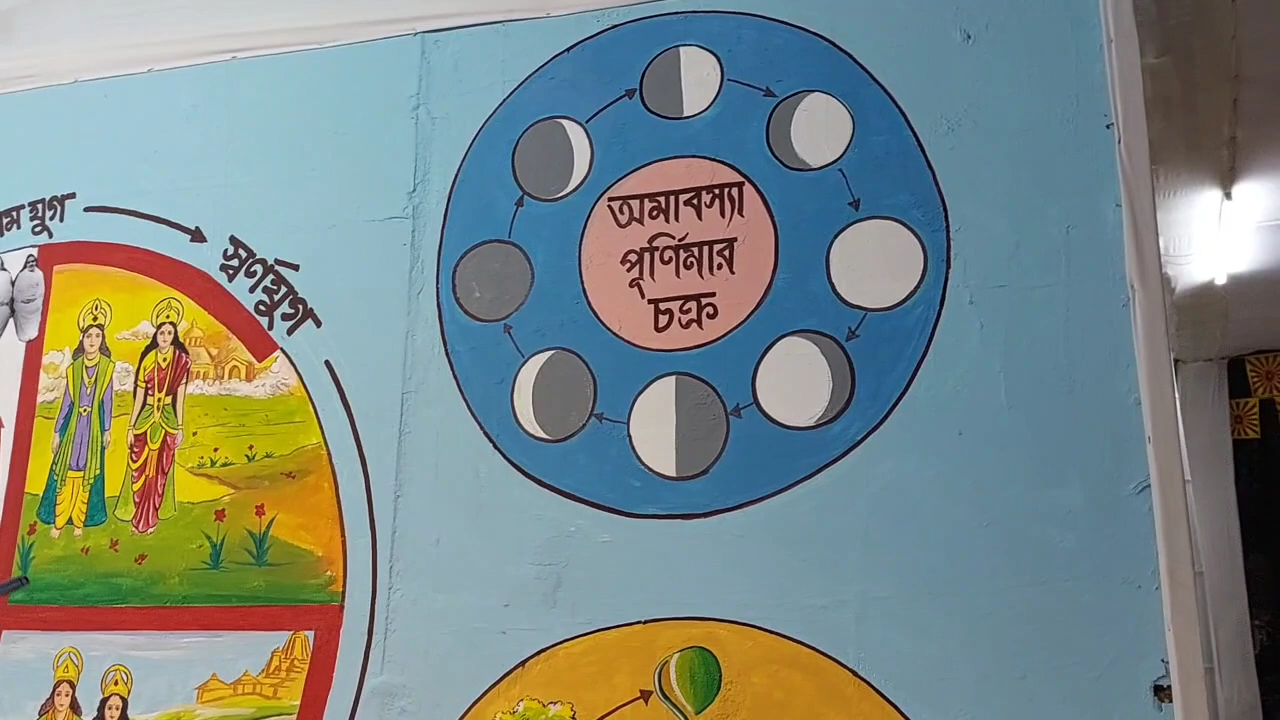 যুগ
স্বর্ণযুগ
অমাবস্যা
পূর্ণিমার
চক্র